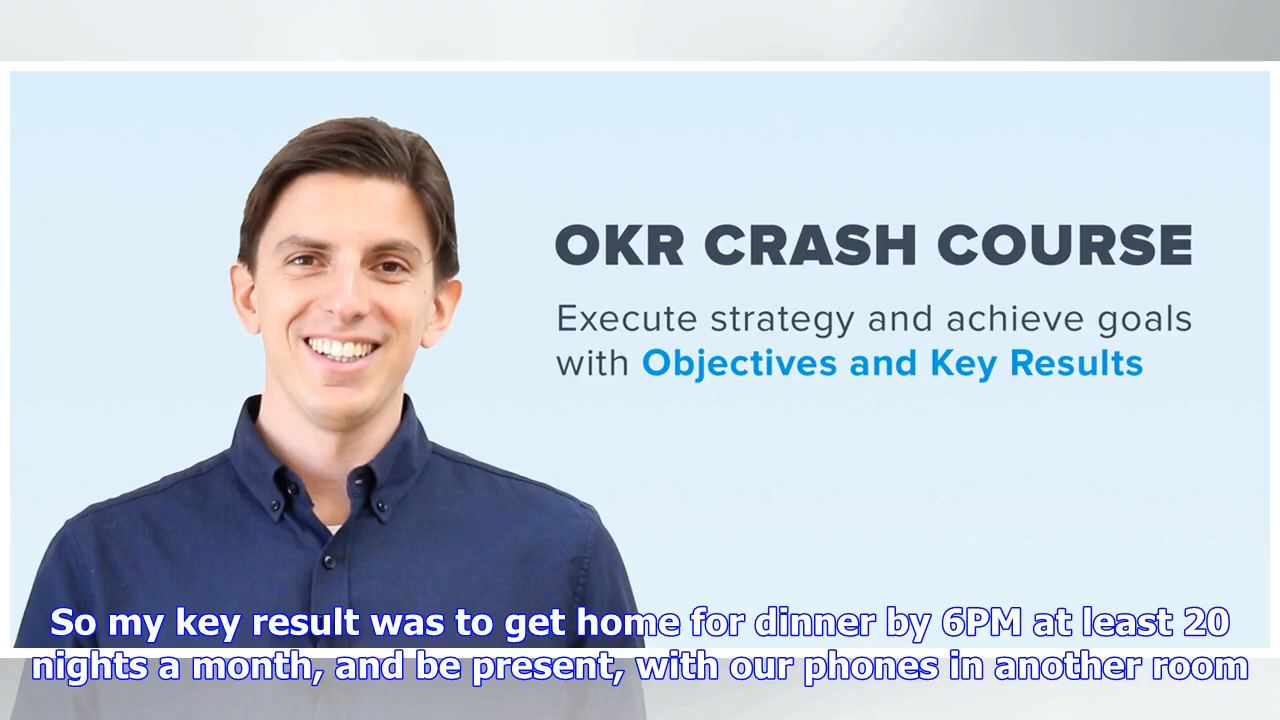 OKR CRASH COURSE
Execute strategy and achieve goals
with Objectives and Key Results
So my key result was to get home for dinner by 6PM at least 20
nights a month, and be present, with our phones in another room